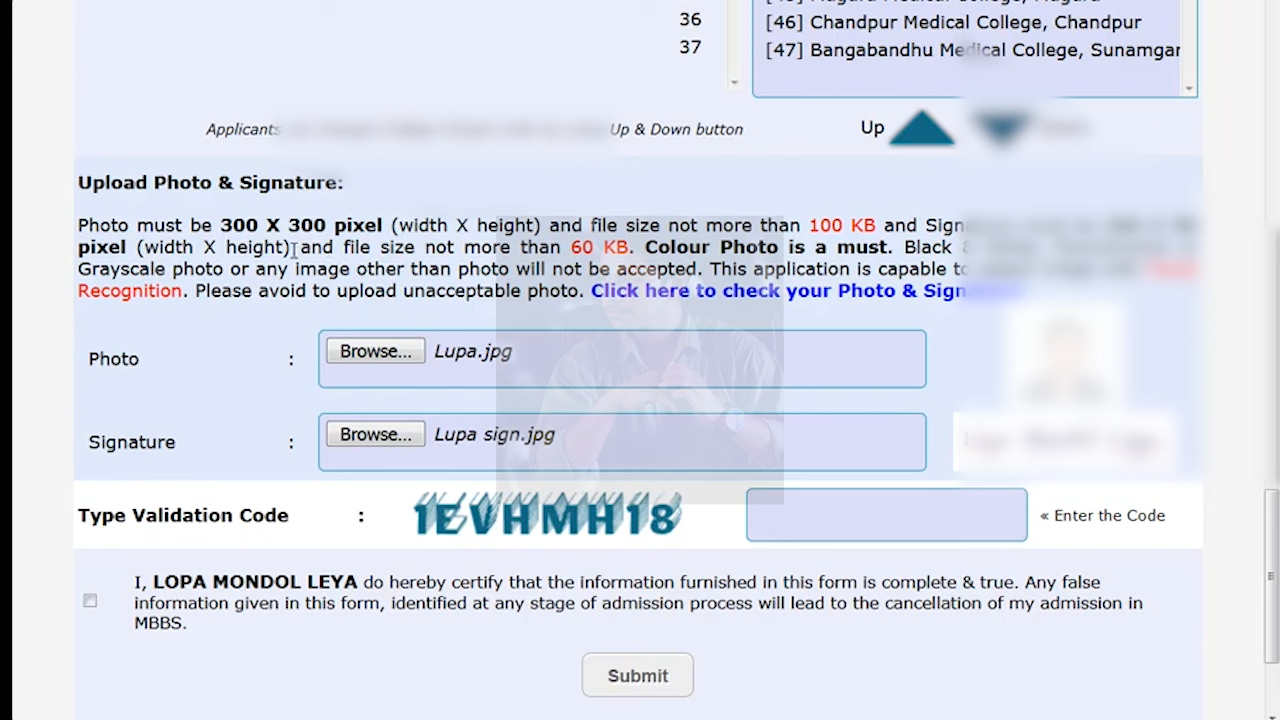 36
37
[46] Chandpur Medical College, Chandpur
[47] Bangabandhu Medical College, Sunamgar
Applicants Up & Down button
Up
Upload Photo & Signature:
Photo must be 300 X 300 pixel (width X height) and file size not more than 100 KB and
pixel (width X height) and file size not more than 60 KB. Colour Photo is a must. Black
Grayscale photo or any image other than photo will not be accepted. This application is capable
Recognition. Please avoid to upload unacceptable photo. Click here to check your Photo &
Photo : Browse... Lupa.jpg
Signature : Browse... Lupa sign.jpg
Type Validation Code : 1EVHMH18 « Enter the Code
I, LOPA MONDOL LEYA do hereby certify that the information furnished in this form is complete & true. Any false
information given in this form, identified at any stage of admission process will lead to the cancellation of my admission in
MBBS.
Submit